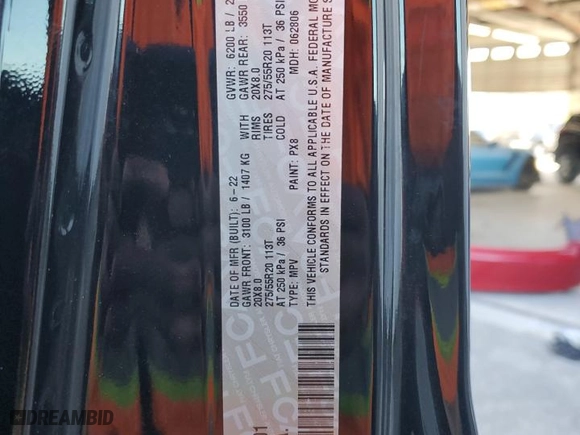 DATE OF MFR (BUILT): 6-22 GVWR: 6200 LB / 2
GAWR FRONT: 3100 LB / 1407 KG WITH GAWR REAR: 3550
20X8.0 RIMS 20X8.0
275/55R20 113T TIRES 275/55R20 113T
AT 250 kPa / 36 PSI COLD AT 250 kPa / 36 PSI
TYPE: MPV PAINT: PX8 MDH: 062806
THIS VEHICLE CONFORMS TO ALL APPLICABLE U.S.A. FEDERAL MO
STANDARDS IN EFFECT ON THE DATE OF MANUFACTURE S
DREAMBID